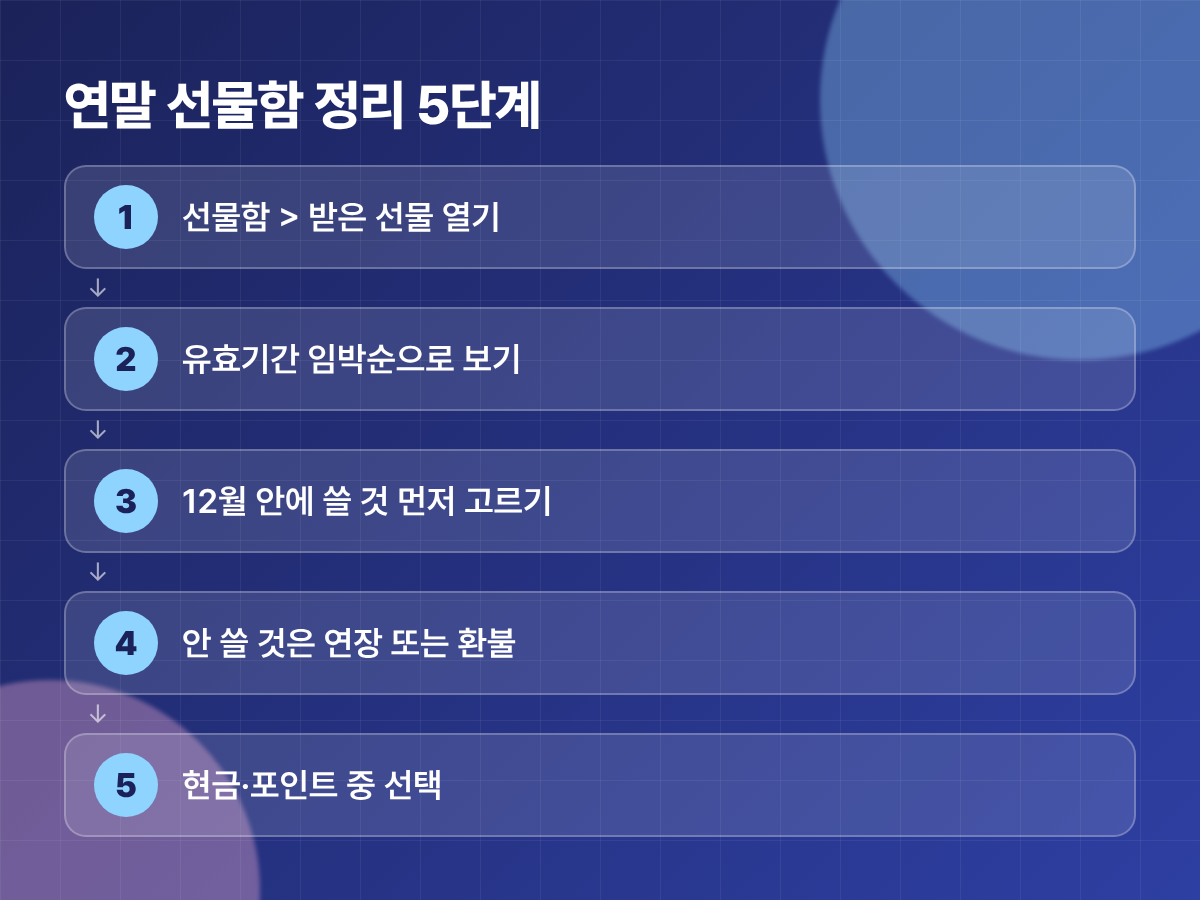 연말 선물함 정리 5단계
1 선물함 > 받은 선물 열기
↓
2 유효기간 임박순으로 보기
↓
3 12월 안에 쓸 것 먼저 고르기
↓
4 안 쓸 것은 연장 또는 환불
↓
5 현금·포인트 중 선택